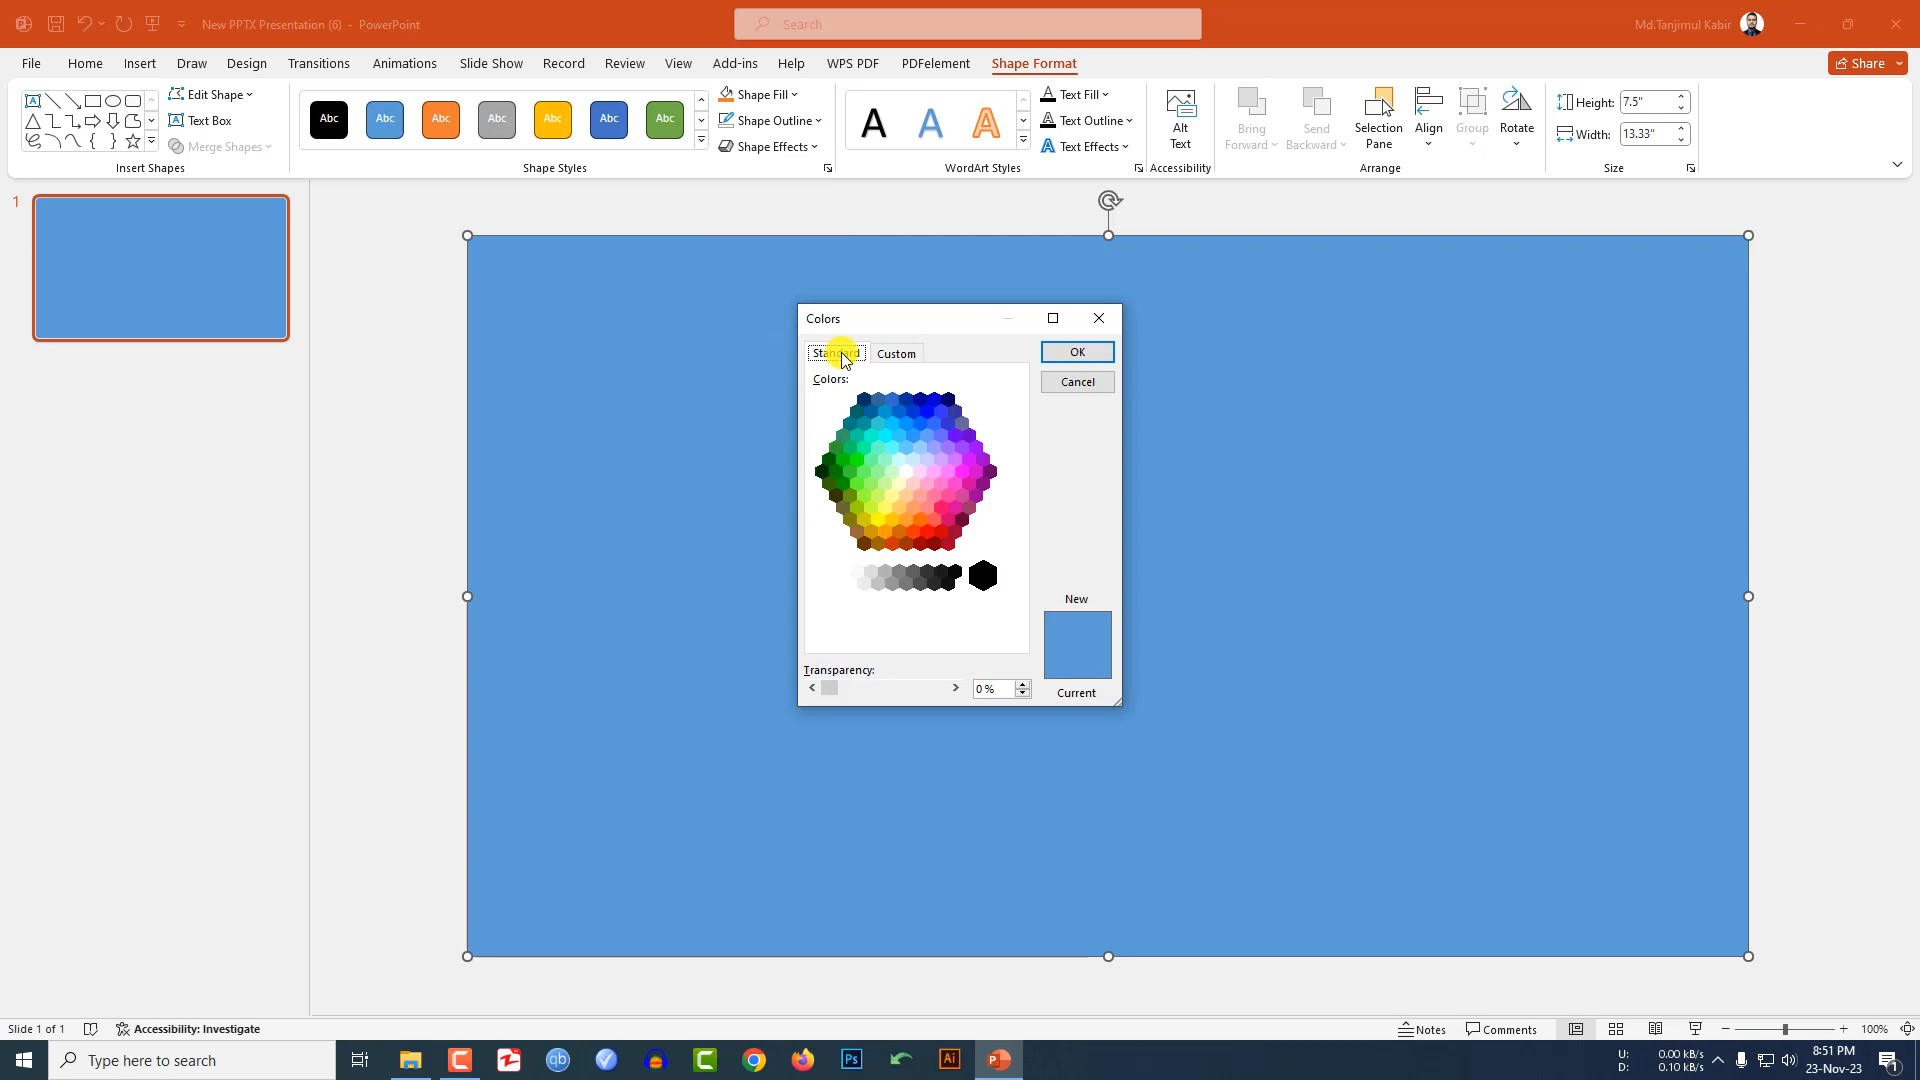 New PPTX Presentation (6) - PowerPoint
Search
Md.Tanjimul Kabir
File Home Insert Draw Design Transitions Animations Slide Show Record Review View Add-ins Help WPS PDF PDFelement Shape Format
Share
Edit Shape
Text Box
Merge Shapes
Insert Shapes
Abc Abc Abc Abc Abc Abc Abc
Shape Fill
Shape Outline
Shape Effects
Shape Styles
A A A
Text Fill
Text Outline
Text Effects
WordArt Styles
Alt
Text
Accessibility
Bring
Forward
Send
Backward
Selection
Pane
Align
Group
Rotate
Arrange
Height: 7.5"
Width: 13.33"
Size
1
Colors
Standard Custom
OK
Cancel
Colors:
New
Current
Transparency:
0 %
Slide 1 of 1
Accessibility: Investigate
Notes
Comments
100%
Type here to search
qb
Ps
Ai
U: 0.00 kB/s
D: 0.10 kB/s
8:51 PM
23-Nov-23
1